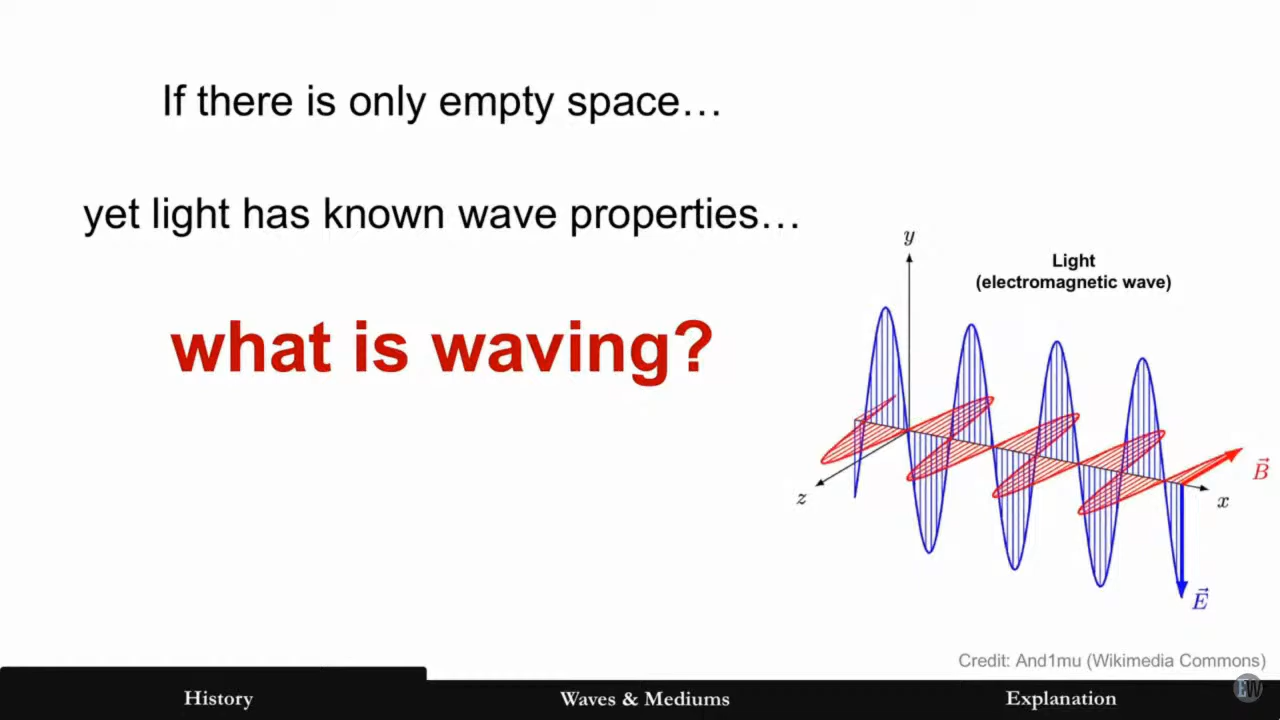 If there is only empty space…
yet light has known wave properties…
what is waving?
y
Light
(electromagnetic wave)
z
x
B⃗
E⃗
Credit: And1mu (Wikimedia Commons)
History
Waves & Mediums
Explanation